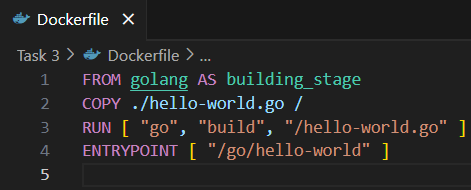 Dockerfile
Task 3 > Dockerfile > ...
1 FROM golang AS building_stage
2 COPY ./hello-world.go /
3 RUN [ "go", "build", "/hello-world.go" ]
4 ENTRYPOINT [ "/go/hello-world" ]
5